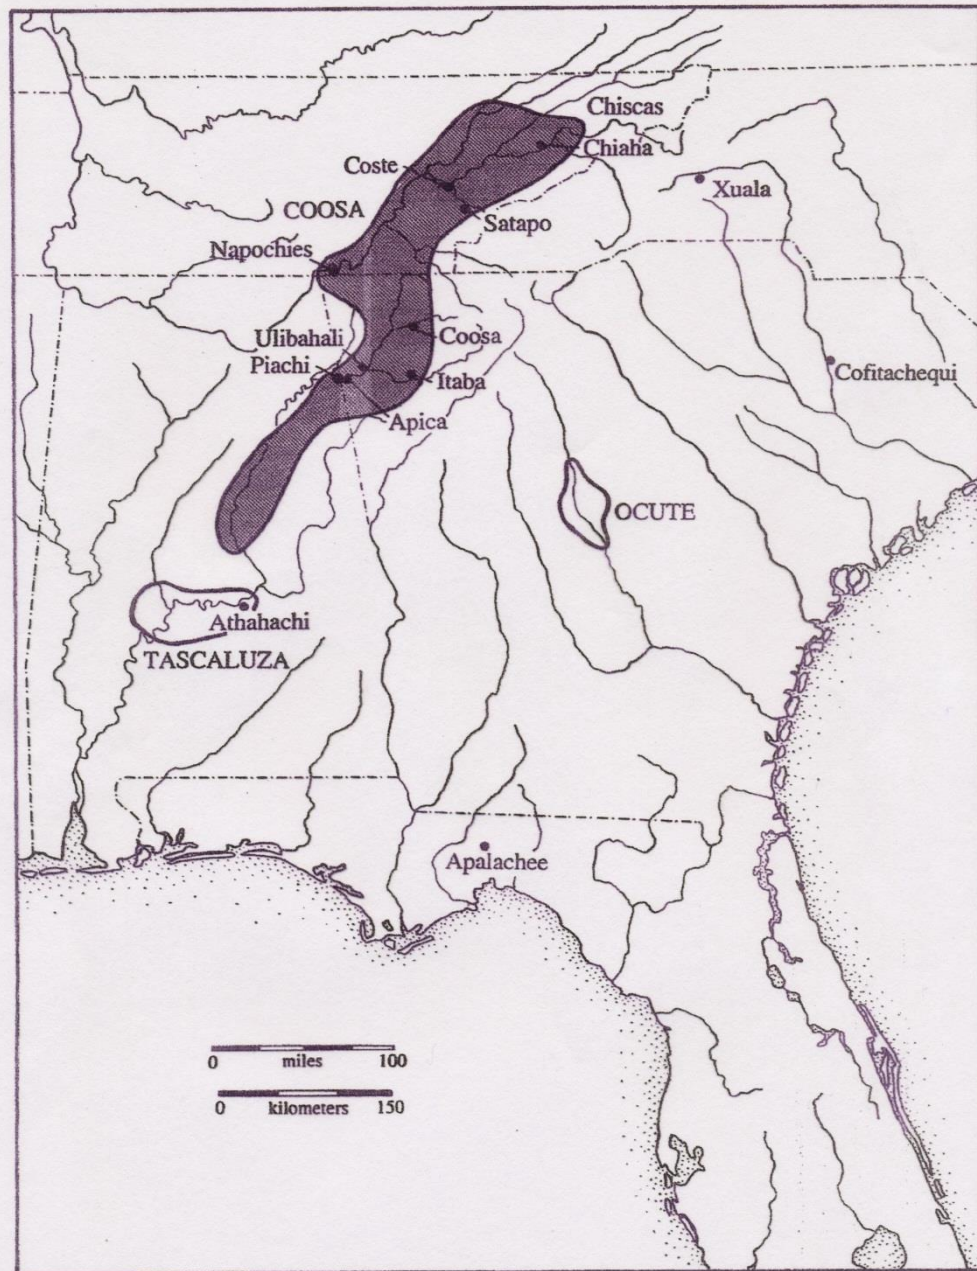 Chiscas
Chiaha
Coste
Xuala
COOSA
Satapo
Napochies
Ulibahali
Coosa
Piachi
Itaba
Cofitachequi
Apica
OCUTE
Athahachi
TASCALUZA
Apalachee
0 miles 100
0 kilometers 150